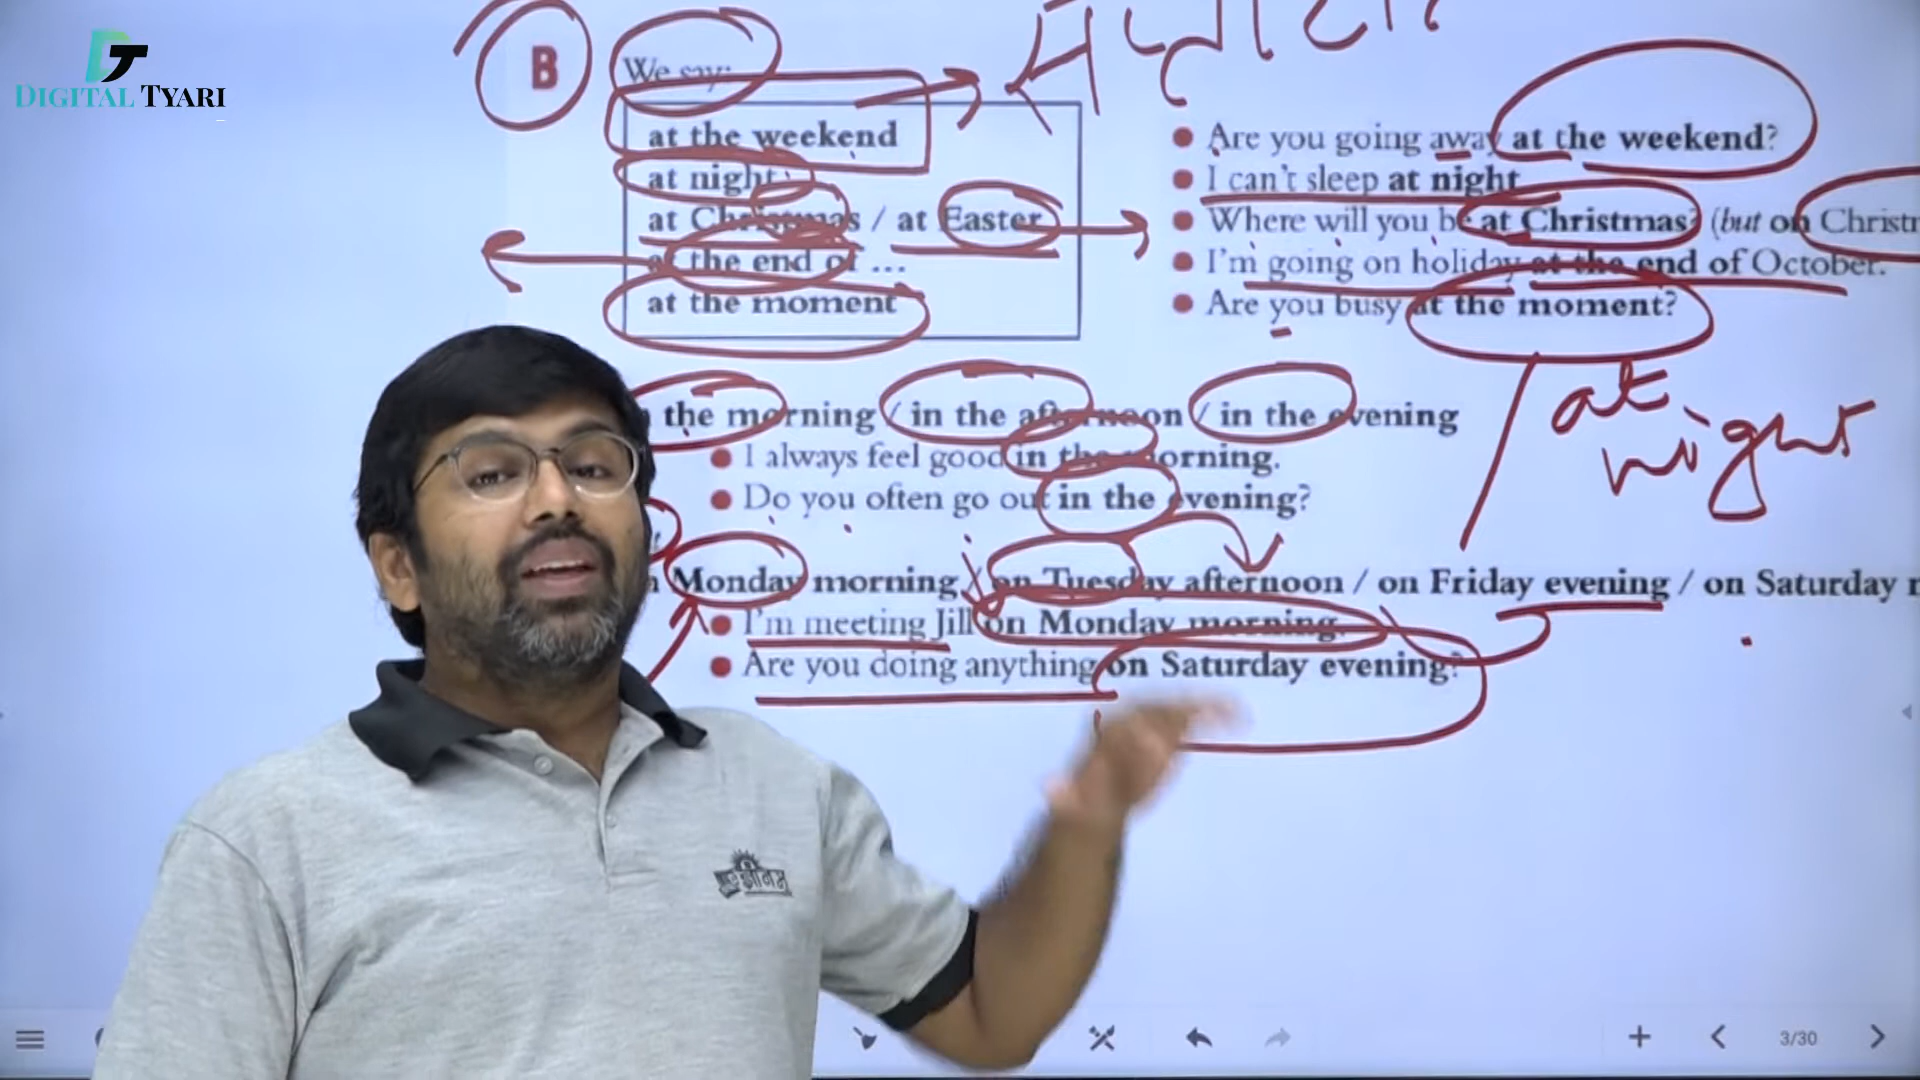 DT
DIGITAL TYARI
B
We say:
at the weekend
at night
at Christmas / at Easter
at the end of ...
at the moment
Are you going away at the weekend?
I can't sleep at night
Where will you be at Christmas? (but on
I'm going on holiday at the end of October.
Are you busy at the moment?
at
night
the morning / in the afternoon / in the evening
I always feel good in the morning.
Do you often go out in the evening?
Monday morning on Tuesday afternoon / on Friday evening / on Saturday
I'm meeting Jill on Monday morning.
Are you doing anything on Saturday evening?
3/30